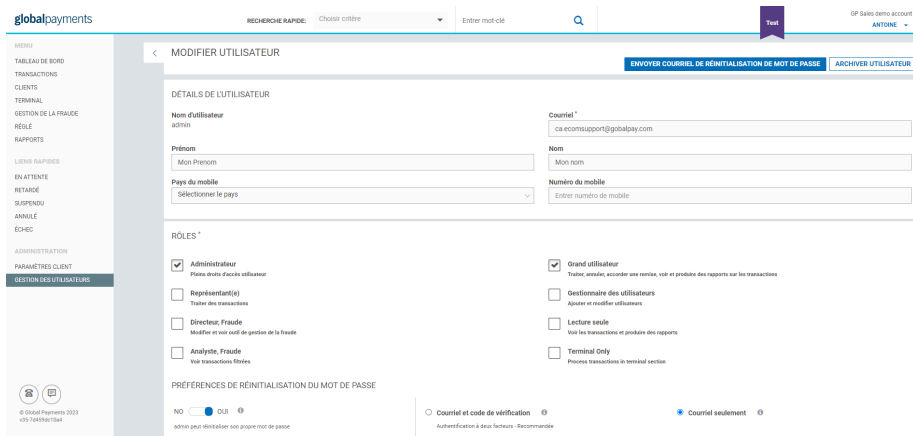 globalpayments
RECHERCHE RAPIDE:
Choisir critère
Entrer mot-clé
Test
GP Sales demo account
ANTOINE
MENU
TABLEAU DE BORD
TRANSACTIONS
CLIENTS
TERMINAL
GESTION DE LA FRAUDE
RÉGLÉ
RAPPORTS
LIENS RAPIDES
EN ATTENTE
RETARDÉ
SUSPENDU
ANNULÉ
ÉCHEC
ADMINISTRATION
PARAMÈTRES CLIENT
GESTION DES UTILISATEURS
© Global Payments 2023
MODIFIER UTILISATEUR
ENVOYER COURRIEL DE RÉINITIALISATION DE MOT DE PASSE
ARCHIVER UTILISATEUR
DÉTAILS DE L'UTILISATEUR
Nom d'utilisateur
admin
Courriel *
ca.ecomsupport@gobalpay.com
Prénom
Mon Prenom
Nom
Mon nom
Pays du mobile
Sélectionner le pays
Numéro du mobile
Entrer numéro de mobile
RÔLES *
Administrateur
Pleins droits d'accès utilisateur
Grand utilisateur
Traiter, annuler, accorder une remise, voir et produire des rapports sur les transactions
Représentant(e)
Traiter des transactions
Gestionnaire des utilisateurs
Ajouter et modifier utilisateurs
Directeur, Fraude
Modifier et voir outil de gestion de la fraude
Lecture seule
Voir les transactions et produire des rapports
Analyste, Fraude
Voir transactions filtrées
Terminal Only
Process transactions in terminal section
PRÉFÉRENCES DE RÉINITIALISATION DU MOT DE PASSE
NO OUI
admin peut réinitialiser son propre mot de passe
Courriel et code de vérification
Authentification à deux facteurs - Recommandée
Courriel seulement